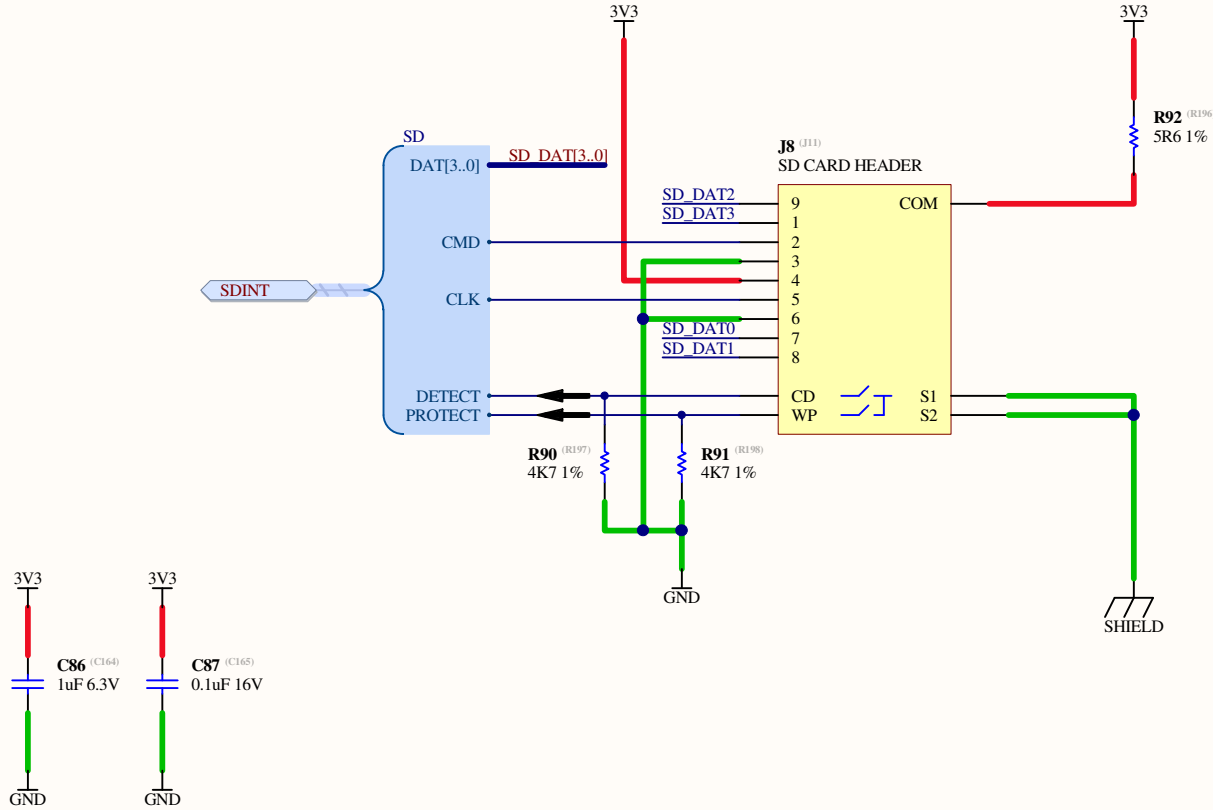 3V3
3V3
R92 (R196
5R6 1%
SD
DAT[3..0]
SD_DAT[3..0]
J8 (J11)
SD CARD HEADER
SD_DAT2
9
COM
SD_DAT3
1
CMD
2
3
SDINT
4
CLK
5
6
SD_DAT0
7
SD_DAT1
8
DETECT
CD
S1
PROTECT
WP
S2
R90 (R197)
4K7 1%
R91 (R198)
4K7 1%
GND
SHIELD
3V3
3V3
C86 (C164)
1uF 6.3V
C87 (C165)
0.1uF 16V
GND
GND